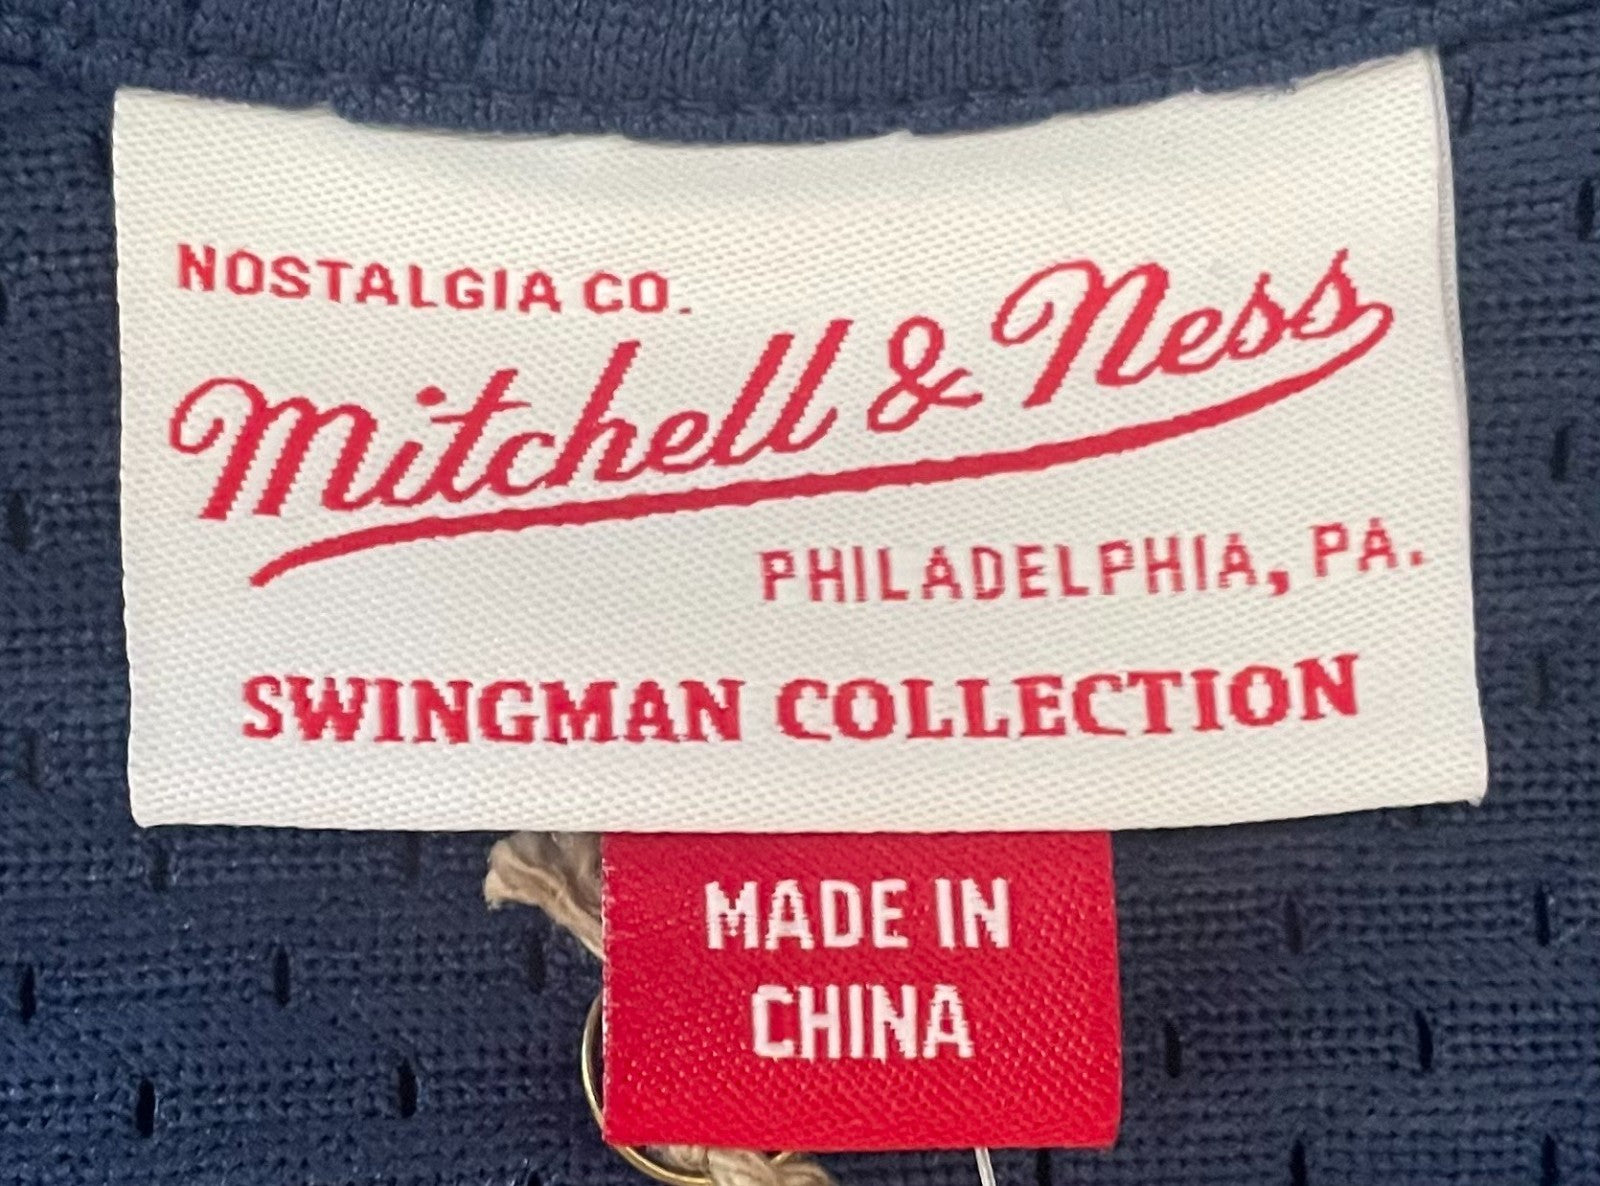 NOSTALGIA CO.
Mitchell & Ness
PHILADELPHIA, PA.
SWINGMAN COLLECTION
MADE IN
CHINA